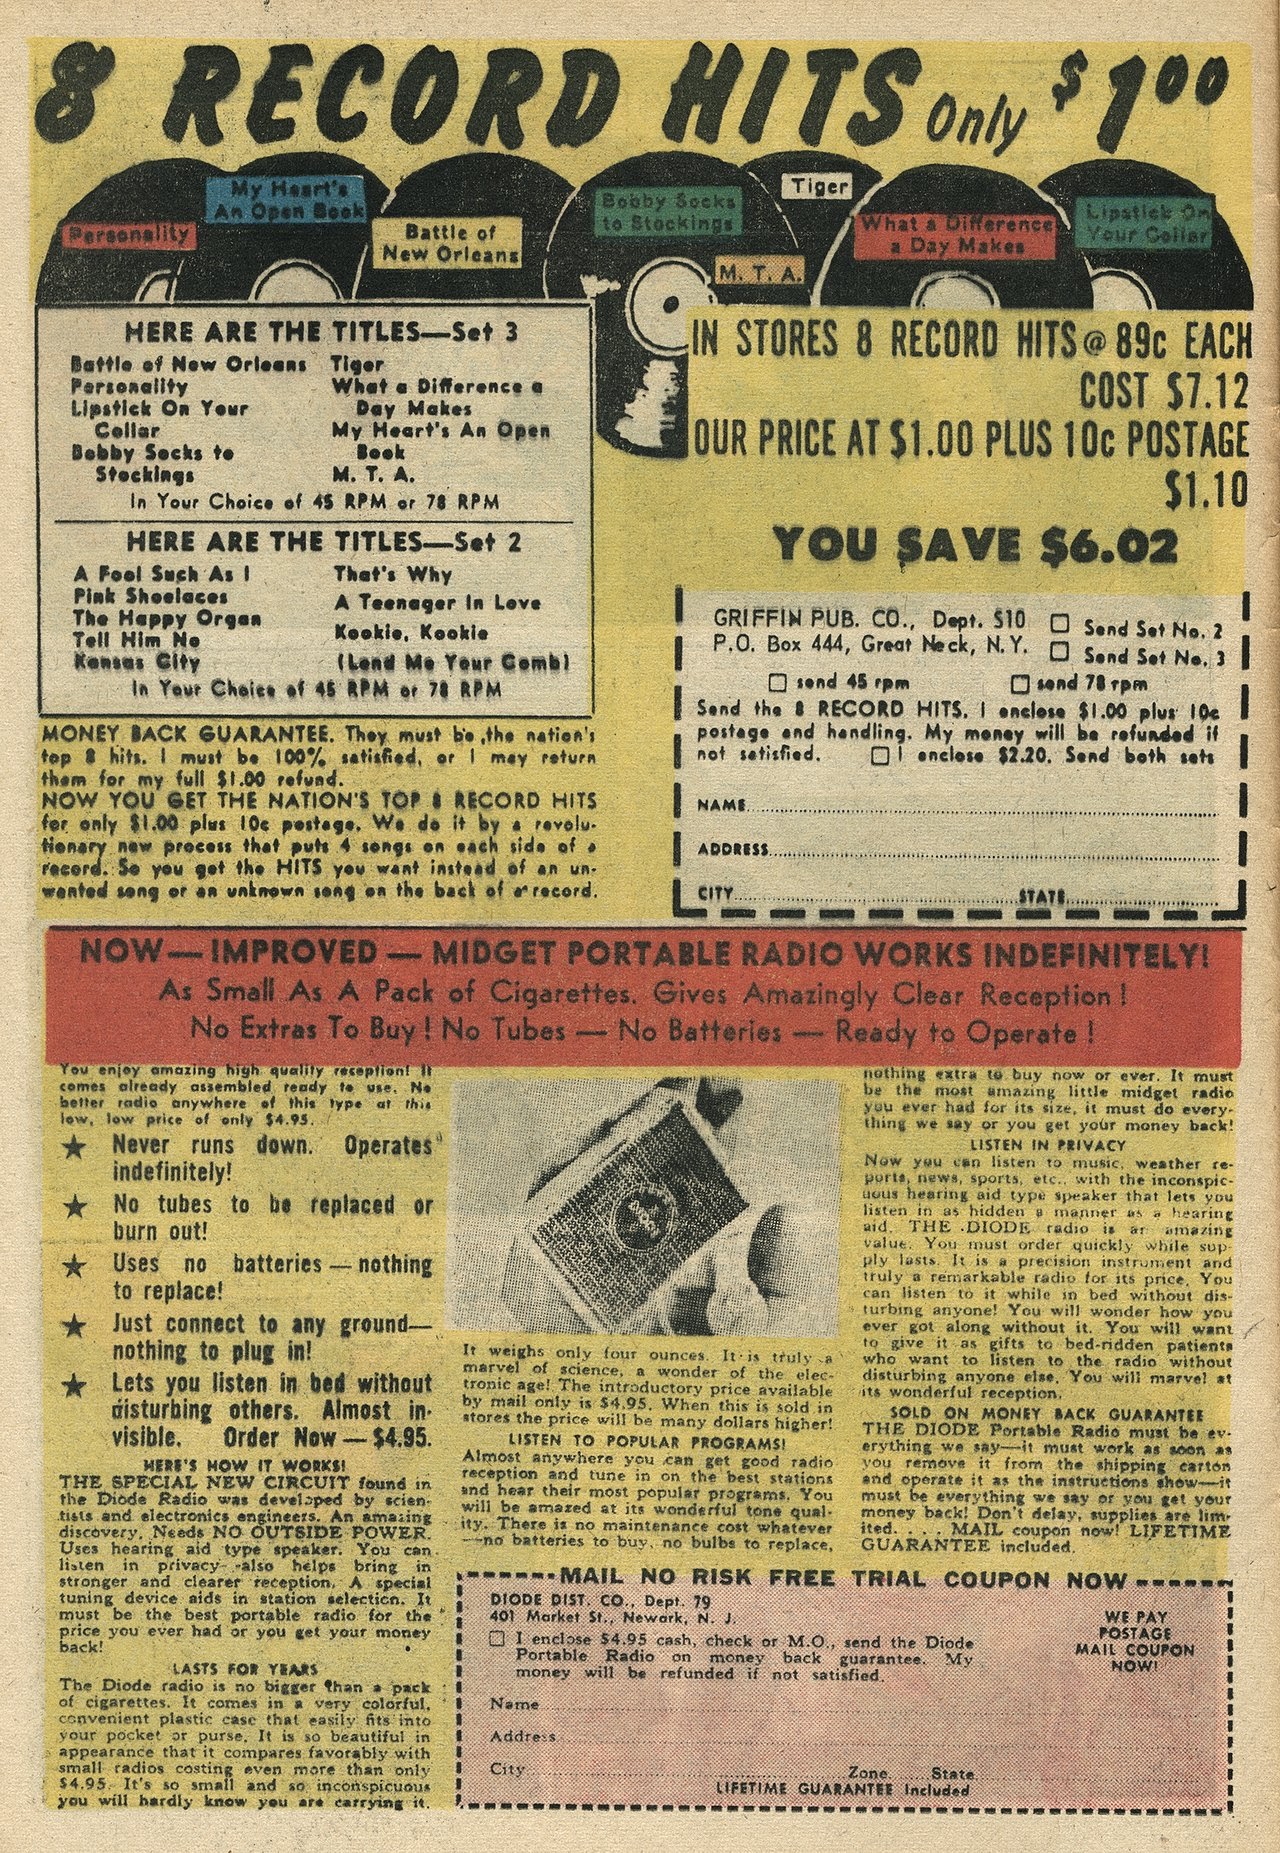 8 RECORD HITS Only $1.00
Personality
My Heart's
An Open Book
Battle of
New Orleans
Bobby Socks
to Stockings
M. T. A.
Tiger
What a Difference
a Day Makes
Lipstick On
Your Collar
HERE ARE THE TITLES—Set 3
Battle of New Orleans
Personality
Lipstick On Your
Collar
Bobby Socks to
Stockings
Tiger
What a Difference a
Day Makes
My Heart's An Open
Book
M. T. A.
In Your Choice of 45 RPM or 78 RPM
HERE ARE THE TITLES—Set 2
A Fool Such As I
Pink Shoelaces
The Happy Organ
Tell Him No
Kansas City
That's Why
A Teenager In Love
Kookie, Kookie
(Lend Me Your Comb)
In Your Choice of 45 RPM or 78 RPM
MONEY BACK GUARANTEE. They must be the nation's
top 8 hits. I must be 100% satisfied, or I may return
them for my full $1.00 refund.
NOW YOU GET THE NATION'S TOP 8 RECORD HITS
for only $1.00 plus 10c postage. We do it by a revolu-
tionary new process that puts 4 songs on each side of a
record. So you get the HITS you want instead of an un-
wanted song or an unknown song on the back of a record.
IN STORES 8 RECORD HITS @ 89c EACH
COST $7.12
OUR PRICE AT $1.00 PLUS 10c POSTAGE
$1.10
YOU SAVE $6.02
GRIFFIN PUB. CO., Dept. S10
P.O. Box 444, Great Neck, N.Y.
Send Set No. 2
Send Set No. 3
send 45 rpm send 78 rpm
Send the 8 RECORD HITS. I enclose $1.00 plus 10c
postage and handling. My money will be refunded if
not satisfied. I enclose $2.20. Send both sets
NAME
ADDRESS
CITY STATE
NOW—IMPROVED—MIDGET PORTABLE RADIO WORKS INDEFINITELY!
As Small As A Pack of Cigarettes. Gives Amazingly Clear Reception!
No Extras To Buy! No Tubes — No Batteries — Ready to Operate!
You enjoy amazing high quality reception! It
comes already assembled ready to use. No
better radio anywhere of this type at this
low, low price of only $4.95.
★ Never runs down. Operates
indefinitely!
★ No tubes to be replaced or
burn out!
★ Uses no batteries—nothing
to replace!
★ Just connect to any ground—
nothing to plug in!
★ Lets you listen in bed without
disturbing others. Almost in-
visible. Order Now—$4.95.
HERE'S HOW IT WORKS!
THE SPECIAL NEW CIRCUIT found in
the Diode Radio was developed by scien-
tists and electronics engineers. An amazing
discovery. Needs NO OUTSIDE POWER.
Uses hearing aid type speaker. You can
listen in privacy—also helps bring in
stronger and clearer reception. A special
tuning device aids in station selection. It
must be the best portable radio for the
price you ever had or you get your money
back!
LASTS FOR YEARS
The Diode radio is no bigger than a pack
of cigarettes. It comes in a very colorful,
convenient plastic case that easily fits into
your pocket or purse. It is so beautiful in
appearance that it compares favorably with
small radios costing even more than only
$4.95. It's so small and so inconspicuous
you will hardly know you are carrying it.
It weighs only four ounces. It is truly a
marvel of science, a wonder of the elec-
tronic age! The introductory price available
by mail only is $4.95. When this is sold in
stores the price will be many dollars higher!
LISTEN TO POPULAR PROGRAMS!
Almost anywhere you can get good radio
reception and tune in on the best stations
and hear their most popular programs. You
will be amazed at its wonderful tone qual-
ity. There is no maintenance cost whatever
—no batteries to buy, no bulbs to replace,
nothing extra to buy now or ever. It must
be the most amazing little midget radio
you ever had for its size, it must do every-
thing we say or you get your money back!
LISTEN IN PRIVACY
Now you can listen to music, weather re-
ports, news, sports, etc., with the inconspic-
uous hearing aid type speaker that lets you
listen in as hidden a manner as a hearing
aid. THE DIODE radio is an amazing
value. You must order quickly while sup-
ply lasts. It is a precision instrument and
truly a remarkable radio for its price. You
can listen to it while in bed without dis-
turbing anyone! You will wonder how you
ever got along without it. You will want
to give it as gifts to bed-ridden patients
who want to listen to the radio without
disturbing anyone else. You will marvel at
its wonderful reception.
SOLD ON MONEY BACK GUARANTEE
THE DIODE Portable Radio must be ev-
erything we say—it must work as soon as
you remove it from the shipping carton
and operate it as the instructions show—it
must be everything we say or you get your
money back! Don't delay, supplies are lim-
ited. . . . MAIL coupon now! LIFETIME
GUARANTEE included.
MAIL NO RISK FREE TRIAL COUPON NOW
DIODE DIST. CO., Dept. 79
401 Market St., Newark, N. J.
I enclose $4.95 cash, check or M.O., send the Diode
Portable Radio on money back guarantee. My
money will be refunded if not satisfied.
WE PAY
POSTAGE
MAIL COUPON
NOW!
Name
Address
City Zone State
LIFETIME GUARANTEE Included